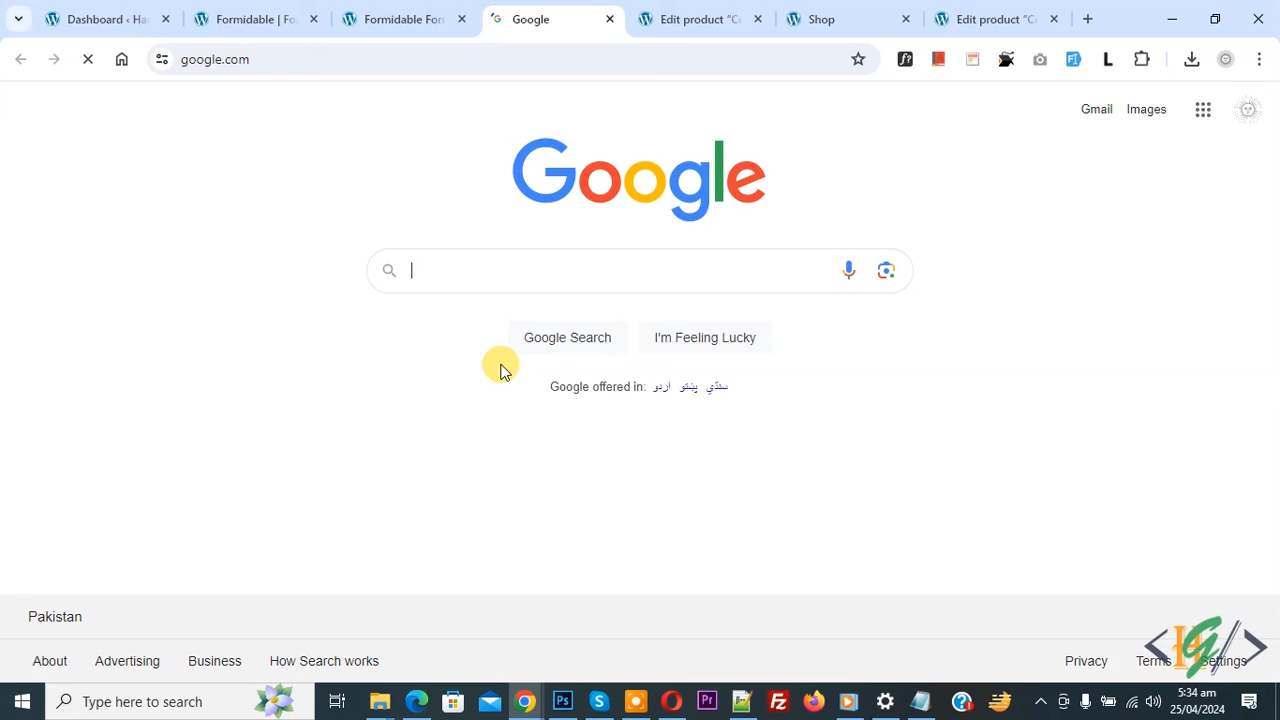 Dashboard ‹ Ha
Formidable | Fo
Formidable For
Google
Edit product “C
Shop
Edit product “C
google.com
Gmail
Images
Google
Google Search
I'm Feeling Lucky
Google offered in: اردو پښتو سنڌي
Pakistan
About
Advertising
Business
How Search works
Privacy
Terms
Settings
Type here to search
5:34 am
25/04/2024